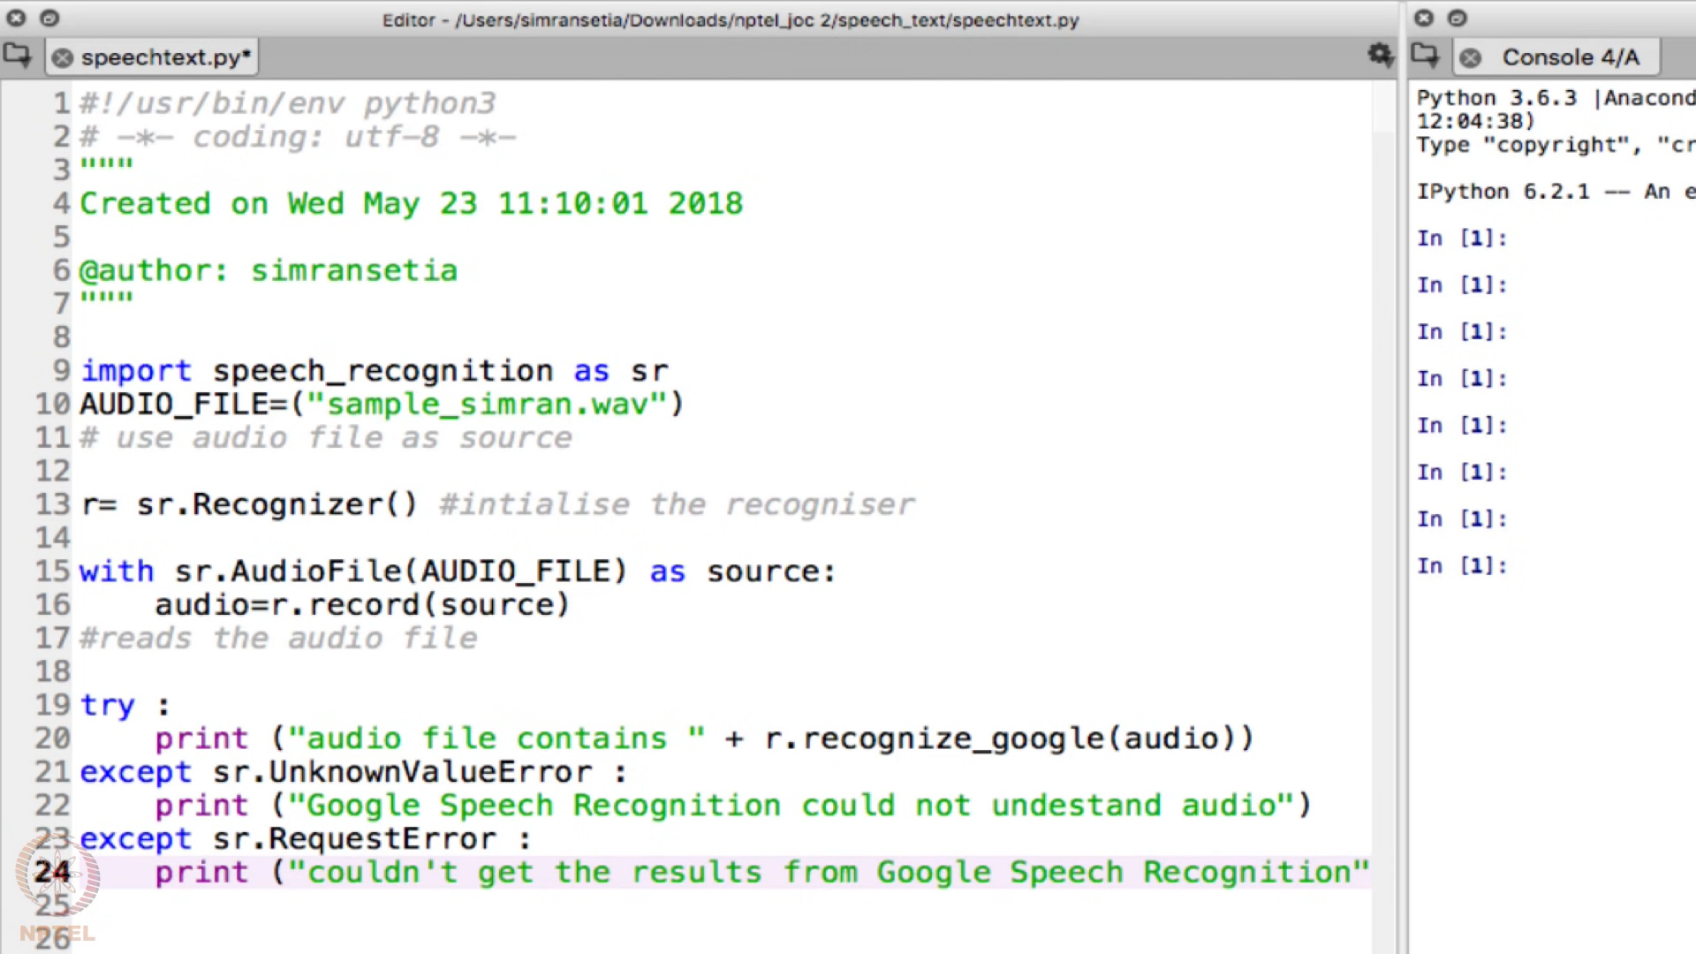 Editor - /Users/simransetia/Downloads/nptel_joc 2/speech_text/speechtext.py
speechtext.py*
1 #!/usr/bin/env python3
2 # -*- coding: utf-8 -*-
3 """
4 Created on Wed May 23 11:10:01 2018
5
6 @author: simransetia
7 """
8
9 import speech_recognition as sr
10 AUDIO_FILE=("sample_simran.wav")
11 # use audio file as source
12
13 r= sr.Recognizer() #intialise the recogniser
14
15 with sr.AudioFile(AUDIO_FILE) as source:
16     audio=r.record(source)
17 #reads the audio file
18
19 try :
20     print ("audio file contains " + r.recognize_google(audio))
21 except sr.UnknownValueError :
22     print ("Google Speech Recognition could not undestand audio")
23 except sr.RequestError :
24     print ("couldn't get the results from Google Speech Recognition"
25
26
NPTEL
Console 4/A
Python 3.6.3 |Anacond
12:04:38)
Type "copyright", "cr
IPython 6.2.1 -- An e
In [1]:
In [1]:
In [1]:
In [1]:
In [1]:
In [1]:
In [1]:
In [1]: